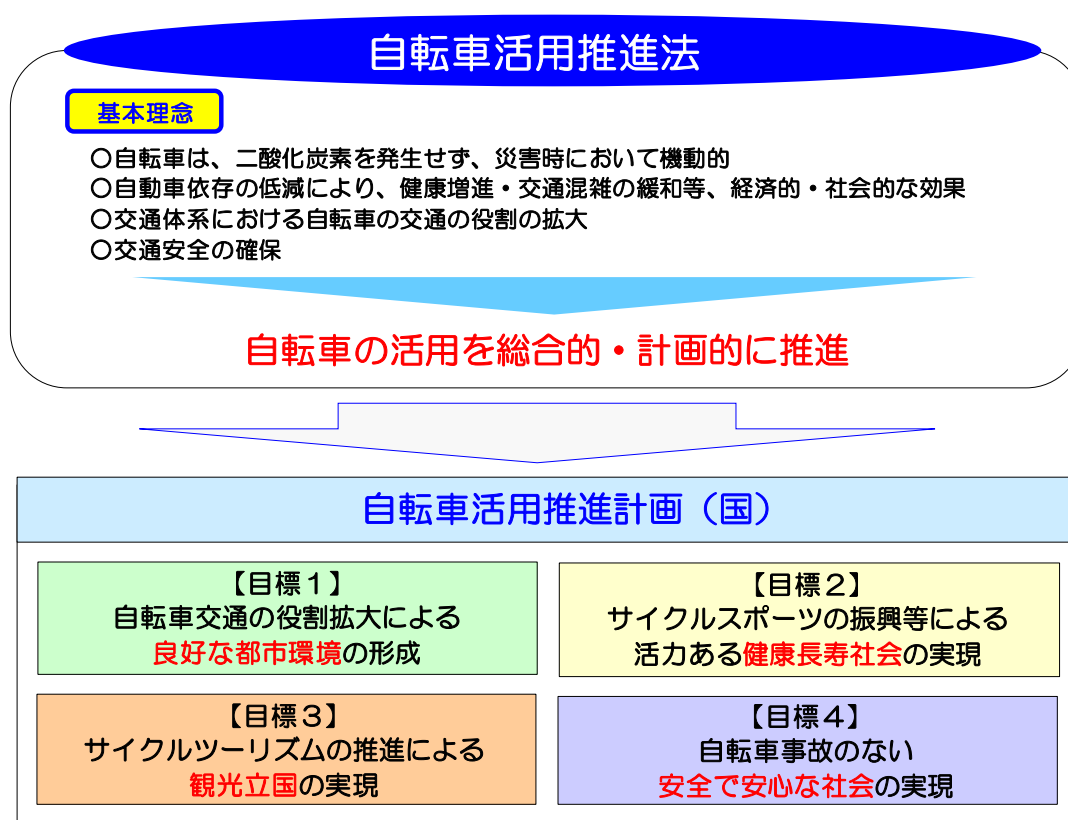 自転車活用推進法
基本理念
○自転車は、二酸化炭素を発生せず、災害時において機動的
○自動車依存の低減により、健康増進・交通混雑の緩和等、経済的・社会的な効果
○交通体系における自転車の交通の役割の拡大
○交通安全の確保
自転車の活用を総合的・計画的に推進
自転車活用推進計画（国）
【目標１】
自転車交通の役割拡大による
良好な都市環境の形成
【目標２】
サイクルスポーツの振興等による
活力ある健康長寿社会の実現
【目標３】
サイクルツーリズムの推進による
観光立国の実現
【目標４】
自転車事故のない
安全で安心な社会の実現